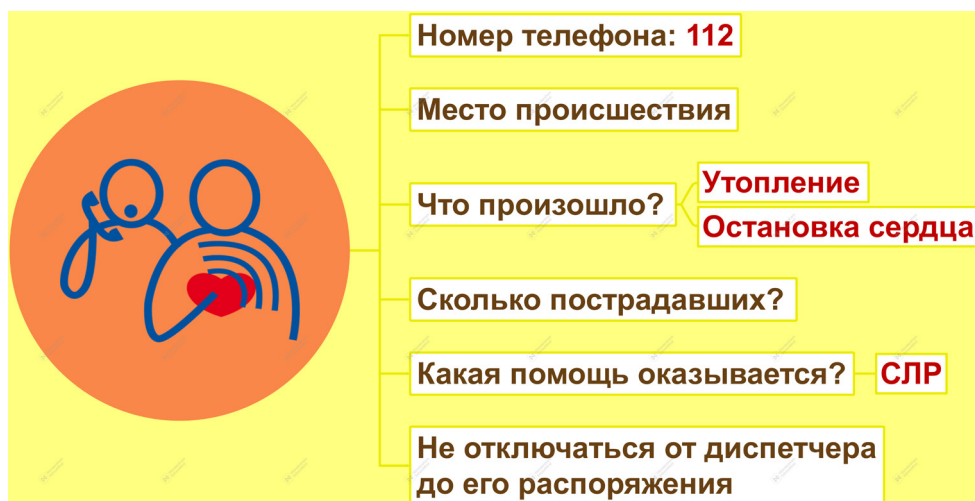 Номер телефона: 112
Место происшествия
Что произошло?
Утопление
Остановка сердца
Сколько пострадавших?
Какая помощь оказывается?
СЛР
Не отключаться от диспетчера
до его распоряжения